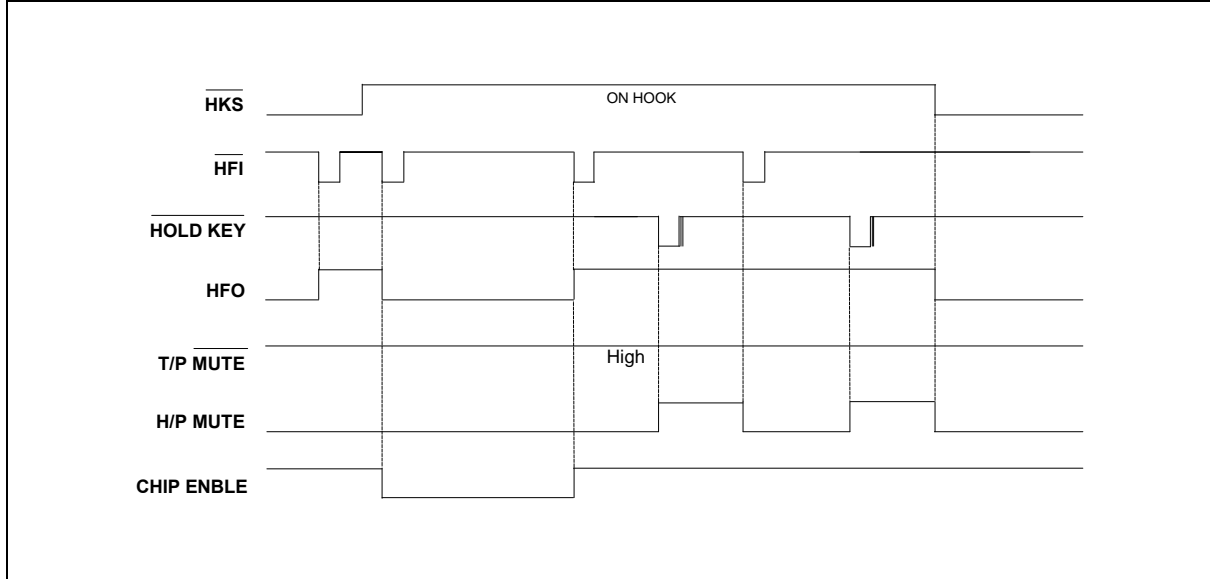 HKS
ON HOOK
HFI
HOLD KEY
HFO
T/P MUTE
High
H/P MUTE
CHIP ENBLE